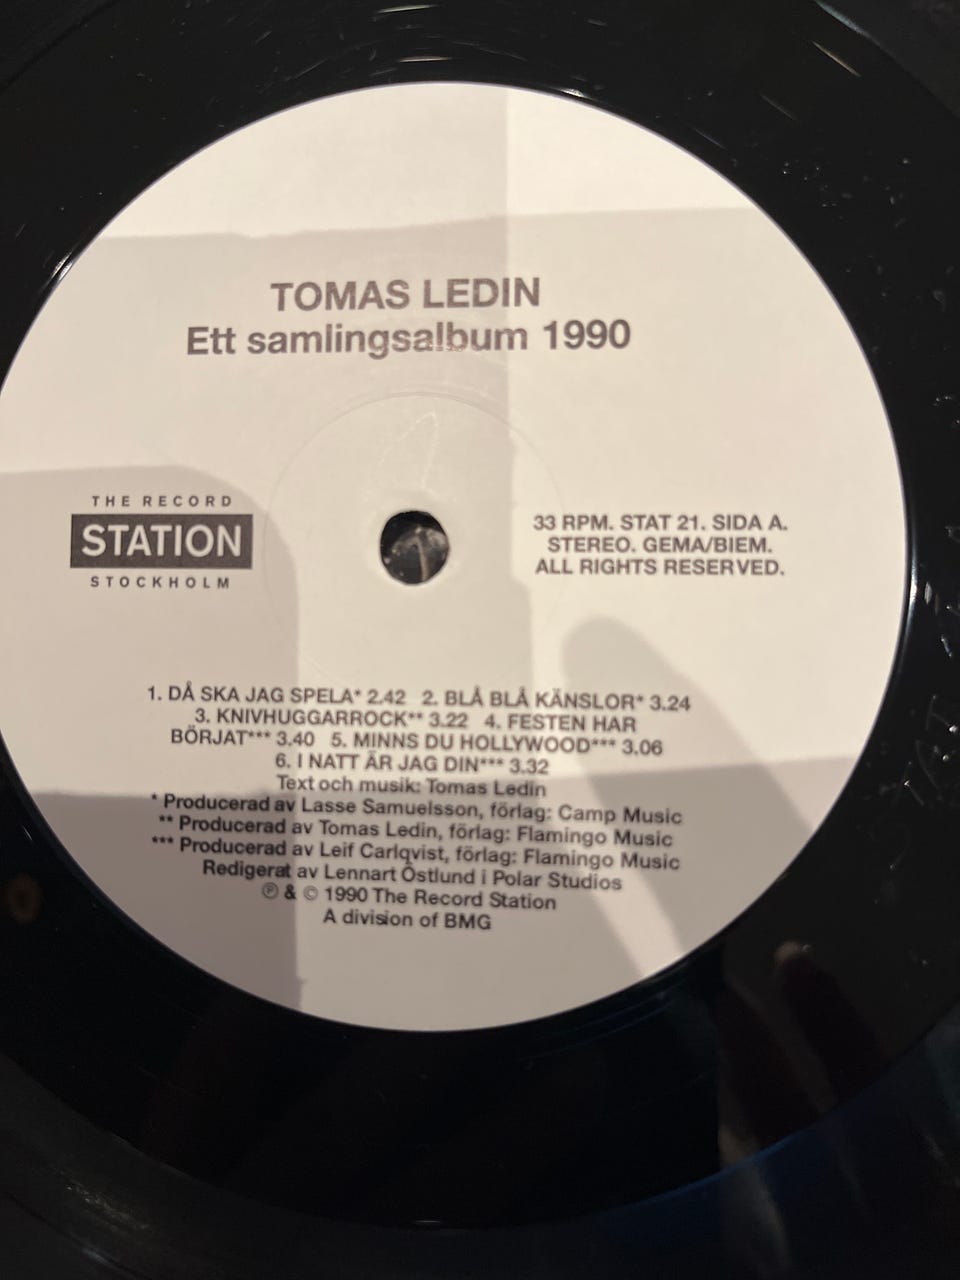 TOMAS LEDIN
Ett samlingsalbum 1990
THE RECORD
STATION
STOCKHOLM
33 RPM. STAT 21. SIDA A.
STEREO. GEMA/BIEM.
ALL RIGHTS RESERVED.
1. DÅ SKA JAG SPELA* 2.42 2. BLÅ BLÅ KÄNSLOR* 3.24
3. KNIVHUGGARROCK** 3.22 4. FESTEN HAR
BÖRJAT*** 3.40 5. MINNS DU HOLLYWOOD*** 3.06
6. I NATT ÄR JAG DIN*** 3.32
Text och musik: Tomas Ledin
* Producerad av Lasse Samuelsson, förlag: Camp Music
** Producerad av Tomas Ledin, förlag: Flamingo Music
*** Producerad av Leif Carlqvist, förlag: Flamingo Music
Redigerat av Lennart Östlund i Polar Studios
℗ & © 1990 The Record Station
A division of BMG